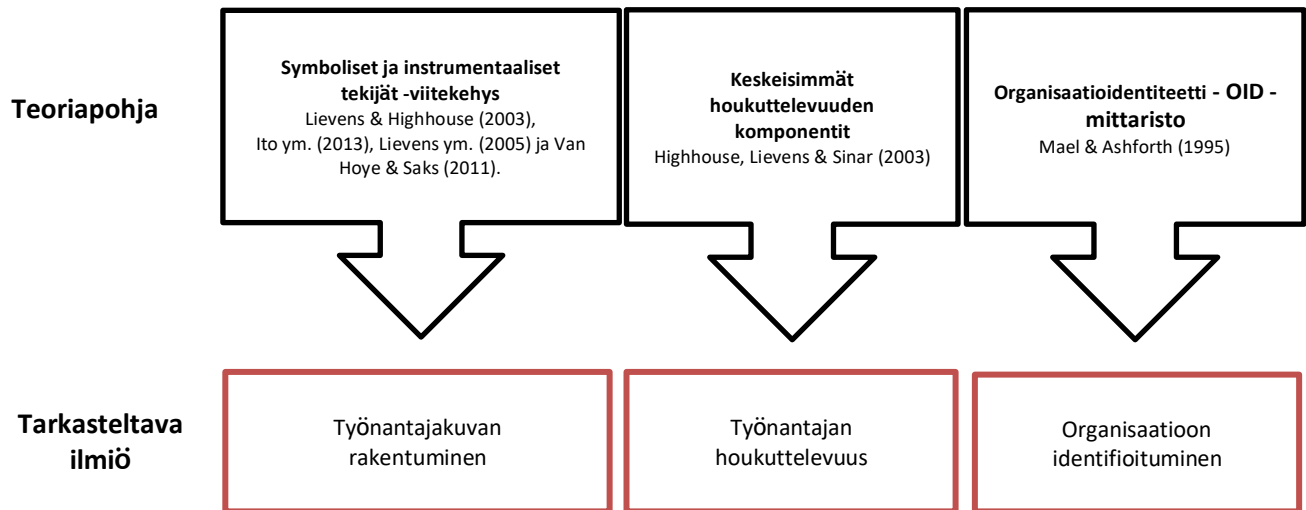 Teoriapohja
Symboliset ja instrumentaaliset
tekijät -viitekehys
Lievens & Highhouse (2003),
Ito ym. (2013), Lievens ym. (2005) ja Van
Hoye & Saks (2011).
Keskeisimmät
houkuttelevuuden
komponentit
Highhouse, Lievens & Sinar (2003)
Organisaatioidentiteetti - OID -
mittaristo
Mael & Ashforth (1995)
Tarkasteltava
ilmiö
Työnantajakuvan
rakentuminen
Työnantajan
houkuttelevuus
Organisaatioon
identifioituminen